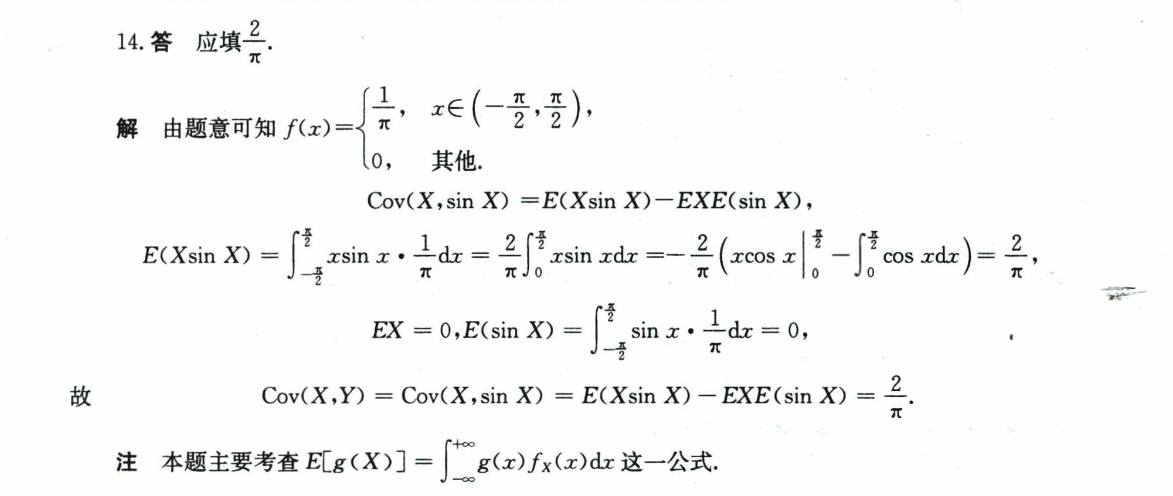 14. 答 应填$\frac{2}{\pi}$.
解 由题意可知 $f(x)=\begin{cases}\frac{1}{\pi}, & x\in\left(-\frac{\pi}{2},\frac{\pi}{2}\right),\\ 0, & 其他.\end{cases}$
$\mathrm{Cov}(X,\sin X)=E(X\sin X)-EXE(\sin X),$
$E(X\sin X)=\int_{-\frac{\pi}{2}}^{\frac{\pi}{2}}x\sin x\cdot\frac{1}{\pi}\mathrm{d}x=\frac{2}{\pi}\int_{0}^{\frac{\pi}{2}}x\sin x\mathrm{d}x=-\frac{2}{\pi}\left(x\cos x\Big|_{0}^{\frac{\pi}{2}}-\int_{0}^{\frac{\pi}{2}}\cos x\mathrm{d}x\right)=\frac{2}{\pi},$
$EX=0,E(\sin X)=\int_{-\frac{\pi}{2}}^{\frac{\pi}{2}}\sin x\cdot\frac{1}{\pi}\mathrm{d}x=0,$
故 $\mathrm{Cov}(X,Y)=\mathrm{Cov}(X,\sin X)=E(X\sin X)-EXE(\sin X)=\frac{2}{\pi}.$
注 本题主要考查 $E[g(X)]=\int_{-\infty}^{+\infty}g(x)f_X(x)\mathrm{d}x$ 这一公式.